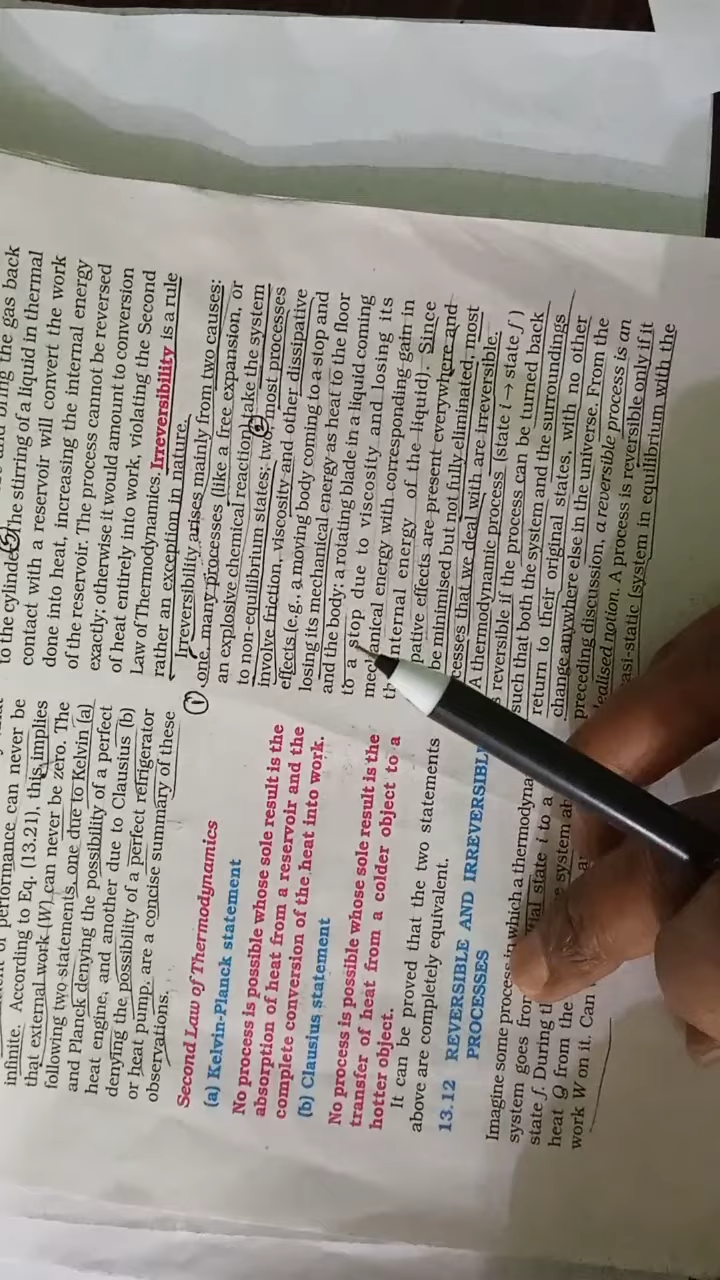 infinite. According to Eq. (13.21), this implies
that external work (W) can never be zero. The
following two statements, one due to Kelvin (a)
and Planck denying the possibility of a perfect
heat engine, and another due to Clausius (b)
denying the possibility of a perfect refrigerator
or heat pump, are a concise summary of these
observations.
Second Law of Thermodynamics
(a) Kelvin-Planck statement
No process is possible whose sole result is the
absorption of heat from a reservoir and the
complete conversion of the heat into work.
(b) Clausius statement
No process is possible whose sole result is the
transfer of heat from a colder object to a
hotter object.
It can be proved that the two statements
above are completely equivalent.
13.12 REVERSIBLE AND IRREVERSIBLE
PROCESSES
Imagine some process in which a thermodyna
system goes from
state f. During
heat Q from the
work W on it. Can
to the cylinde The stirring of a liquid in thermal
contact with a reservoir will convert the work
done into heat, increasing the internal energy
of the reservoir. The process cannot be reversed
exactly; otherwise it would amount to conversion
of heat entirely into work, violating the Second
Law of Thermodynamics. Irreversibility is a rule
rather an exception in nature.
Irreversibility arises mainly from two causes:
① one, many processes (like a free expansion, or
an explosive chemical reaction) take the system
to non-equilibrium states; two ② most processes
involve friction, viscosity and other dissipative
effects (e.g., a moving body coming to a stop and
losing its mechanical energy as heat to the floor
and the body; a rotating blade in a liquid coming
to a stop due to viscosity and losing its
mechanical energy with corresponding gain in
internal energy of the liquid). Since
pative effects are present everywhere and
be minimised but not fully eliminated, most
cesses that we deal with are irreversible.
A thermodynamic process (state i → state f)
s reversible if the process can be turned back
such that both the system and the surroundings
return to their original states, with no other
change anywhere else in the universe. From the
preceding discussion, a reversible process is an
ealised notion. A process is reversible only if it
asi-static (system in equilibrium with the